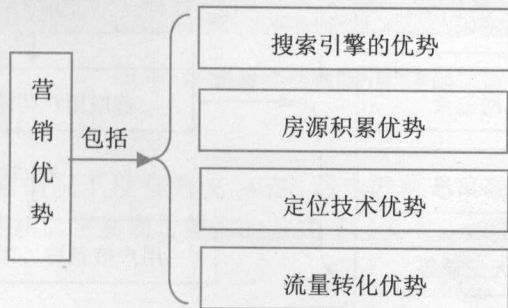 营销优势
包括
搜索引擎的优势
房源积累优势
定位技术优势
流量转化优势